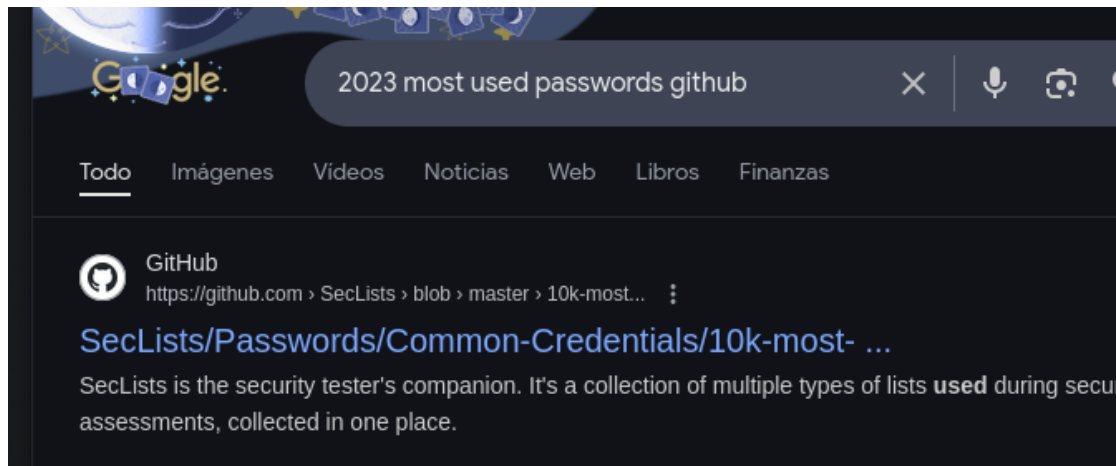 Google
2023 most used passwords github
Todo Imágenes Vídeos Noticias Web Libros Finanzas
GitHub
https://github.com › SecLists › blob › master › 10k-most...
SecLists/Passwords/Common-Credentials/10k-most- ...
SecLists is the security tester's companion. It's a collection of multiple types of lists used during secu
assessments, collected in one place.